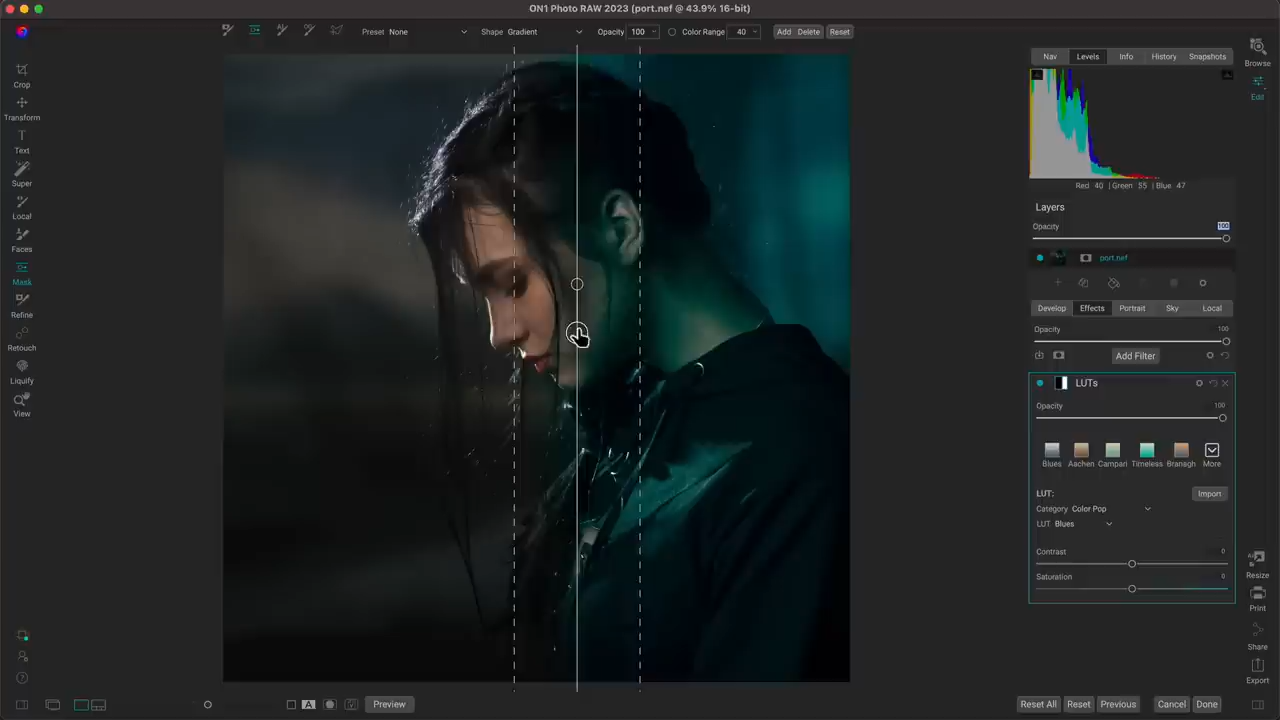 ON1 Photo RAW 2023 (port.nef @ 43.9% 16-bit)
Preset None Shape Gradient Opacity 100 Color Range 40 Add Delete Reset
Crop
Transform
Text
Super
Local
Faces
Mask
Refine
Retouch
Liquify
View
Nav Levels Info History Snapshots
Red 40 | Green 55 | Blue 47
Layers
Opacity 100
port.nef
Develop Effects Portrait Sky Local
Opacity 100
Add Filter
LUTs
Opacity 100
Blues Aachen Campari Timeless Branagh More
LUT: Import
Category Color Pop
LUT Blues
Contrast 0
Saturation 0
Browse
Edit
Resize
Print
Share
Export
A Preview Reset All Reset Previous Cancel Done